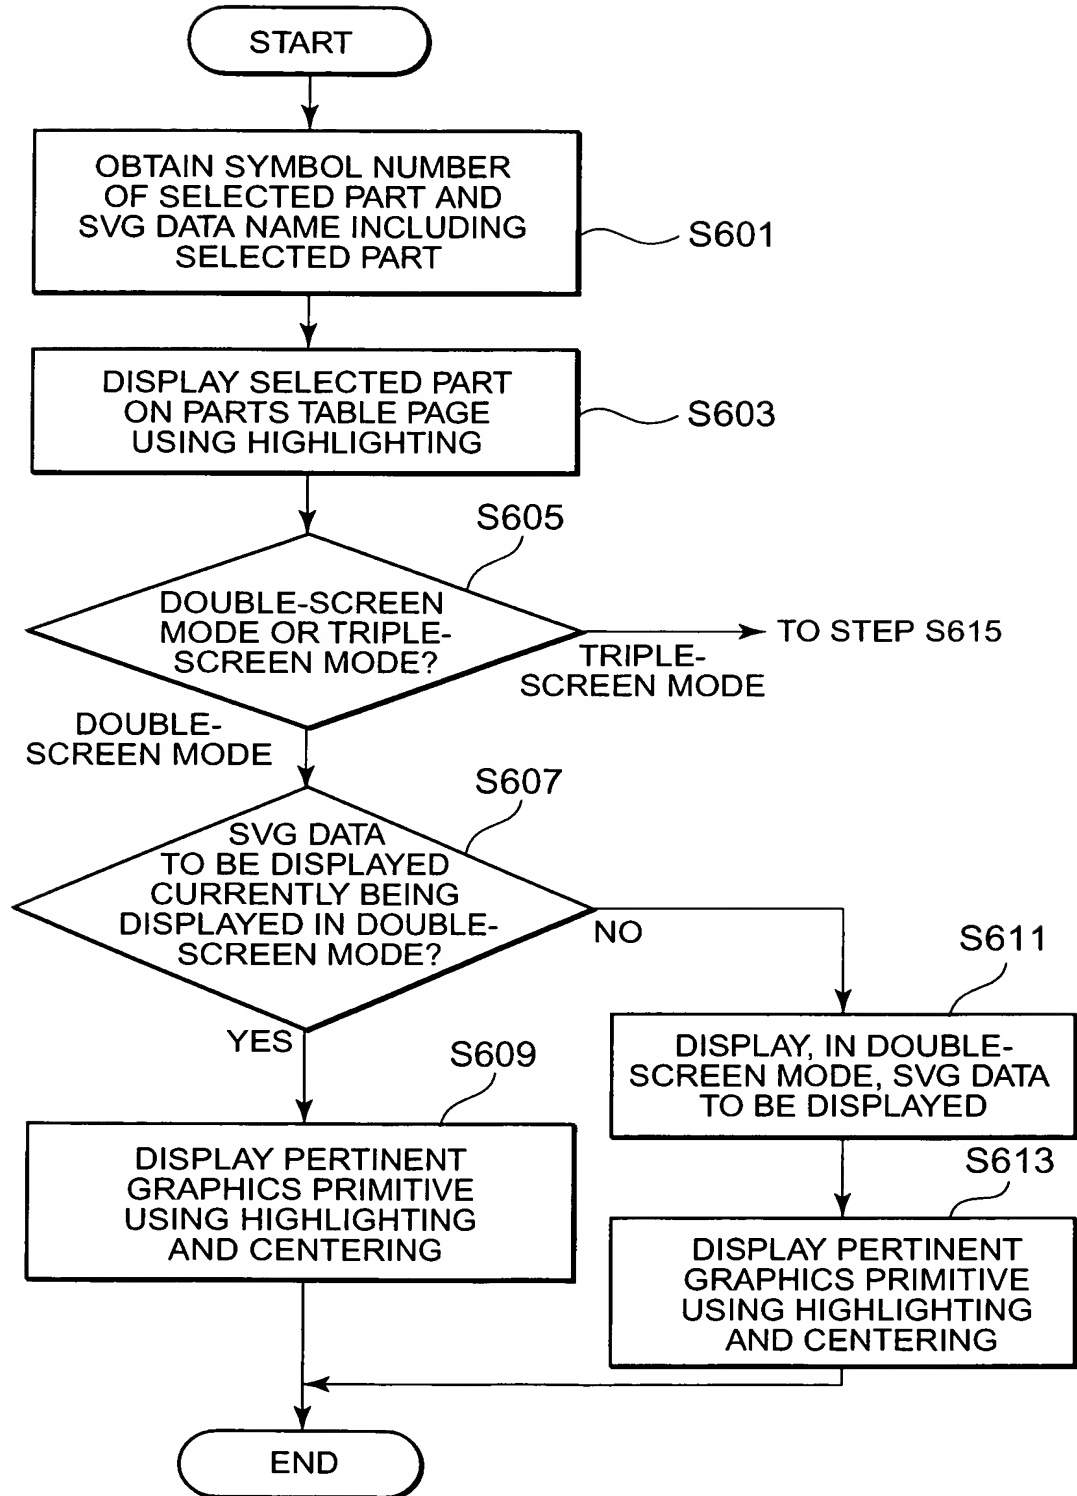 START
OBTAIN SYMBOL NUMBER
OF SELECTED PART AND
SVG DATA NAME INCLUDING
SELECTED PART
S601
DISPLAY SELECTED PART
ON PARTS TABLE PAGE
USING HIGHLIGHTING
S603
S605
DOUBLE-SCREEN
MODE OR TRIPLE-
SCREEN MODE?
TO STEP S615
TRIPLE-
SCREEN MODE
DOUBLE-
SCREEN MODE
S607
SVG DATA
TO BE DISPLAYED
CURRENTLY BEING
DISPLAYED IN DOUBLE-
SCREEN MODE?
NO
YES
S611
DISPLAY, IN DOUBLE-
SCREEN MODE, SVG DATA
TO BE DISPLAYED
S609
DISPLAY PERTINENT
GRAPHICS PRIMITIVE
USING HIGHLIGHTING
AND CENTERING
S613
DISPLAY PERTINENT
GRAPHICS PRIMITIVE
USING HIGHLIGHTING
AND CENTERING
END